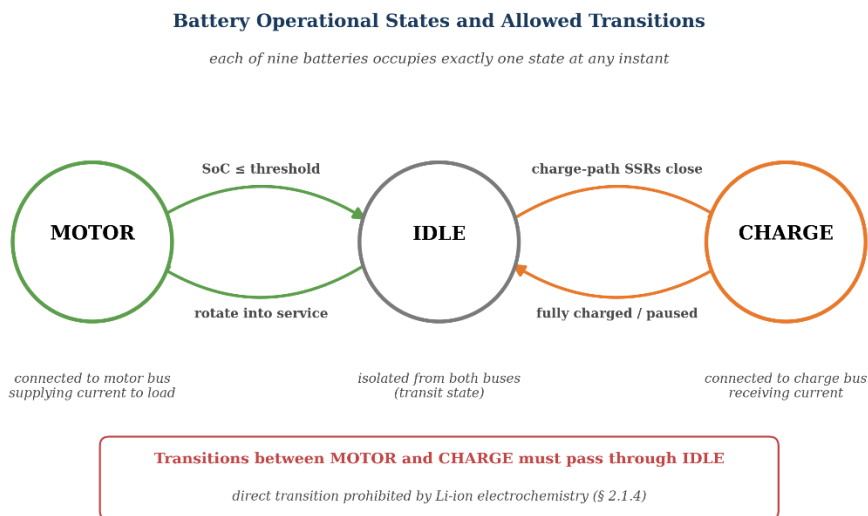 Battery Operational States and Allowed Transitions
each of nine batteries occupies exactly one state at any instant
SoC ≤ threshold
charge-path SSRs close
MOTOR
IDLE
CHARGE
rotate into service
fully charged / paused
connected to motor bus
supplying current to load
isolated from both buses
(transit state)
connected to charge bus
receiving current
Transitions between MOTOR and CHARGE must pass through IDLE
direct transition prohibited by Li-ion electrochemistry (§ 2.1.4)